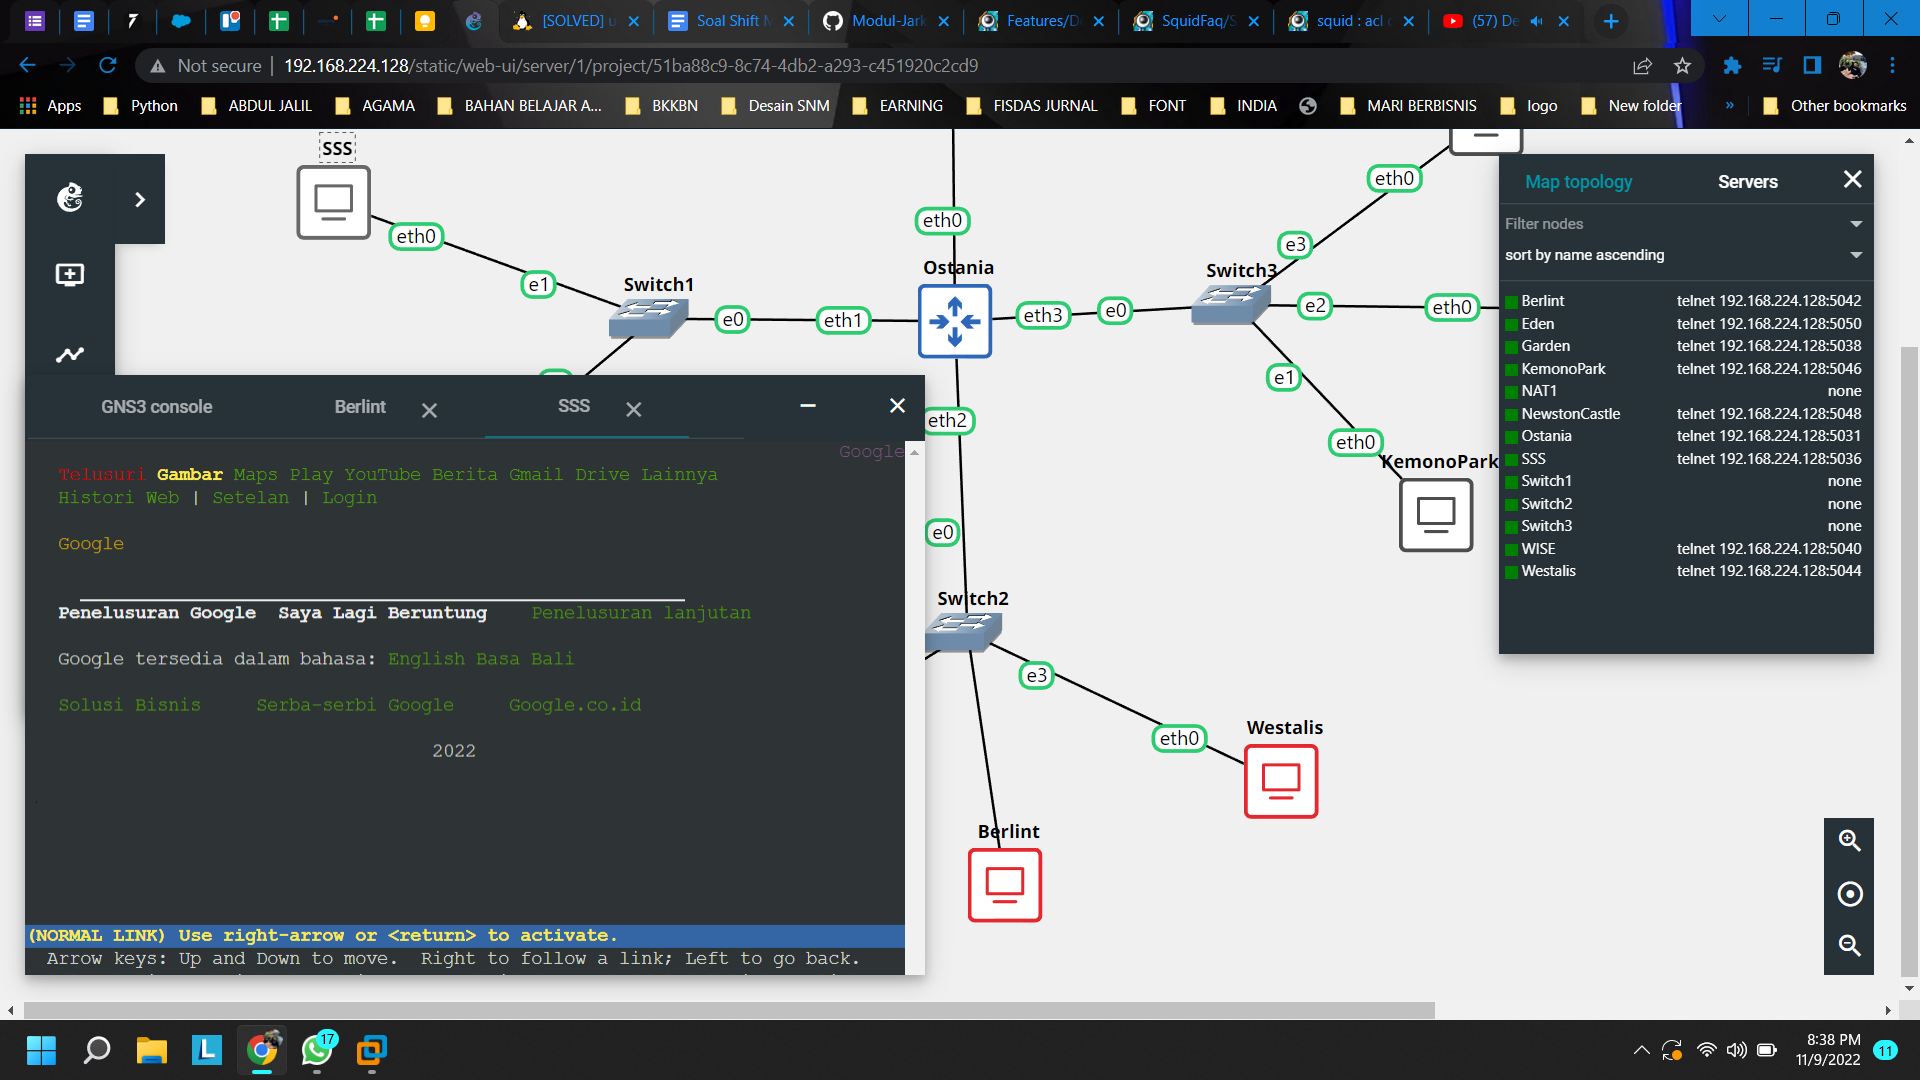 [SOLVED] u
Soal Shift M
Modul-Jark
Features/D
SquidFaq/S
squid : acl
(57) De
Not secure | 192.168.224.128/static/web-ui/server/1/project/51ba88c9-8c74-4db2-a293-c451920c2cd9
Apps Python ABDUL JALIL AGAMA BAHAN BELAJAR A... BKKBN Desain SNM EARNING FISDAS JURNAL FONT INDIA MARI BERBISNIS logo New folder » Other bookmarks
SSS
eth0
e1
Switch1
e0
eth1
eth0
Ostania
eth3
e0
Switch3
e3
eth0
e2
eth0
e1
eth0
KemonoPark
eth2
e0
Switch2
e3
eth0
Westalis
Berlint
Map topology Servers
Filter nodes
sort by name ascending
Berlint telnet 192.168.224.128:5042
Eden telnet 192.168.224.128:5050
Garden telnet 192.168.224.128:5038
KemonoPark telnet 192.168.224.128:5046
NAT1 none
NewstonCastle telnet 192.168.224.128:5048
Ostania telnet 192.168.224.128:5031
SSS telnet 192.168.224.128:5036
Switch1 none
Switch2 none
Switch3 none
WISE telnet 192.168.224.128:5040
Westalis telnet 192.168.224.128:5044
GNS3 console Berlint SSS
Google
Telusuri Gambar Maps Play YouTube Berita Gmail Drive Lainnya
Histori Web | Setelan | Login
Google
Penelusuran Google Saya Lagi Beruntung Penelusuran lanjutan
Google tersedia dalam bahasa: English Basa Bali
Solusi Bisnis Serba-serbi Google Google.co.id
2022
(NORMAL LINK) Use right-arrow or <return> to activate.
Arrow keys: Up and Down to move. Right to follow a link; Left to go back.
L
17
8:38 PM
11/9/2022
11